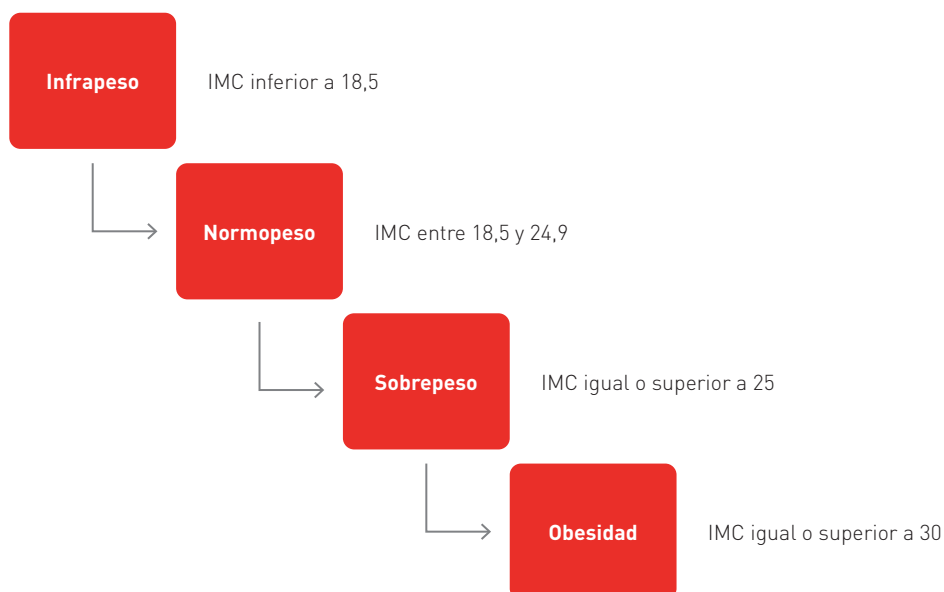 Infrapeso
IMC inferior a 18,5
Normopeso
IMC entre 18,5 y 24,9
Sobrepeso
IMC igual o superior a 25
Obesidad
IMC igual o superior a 30